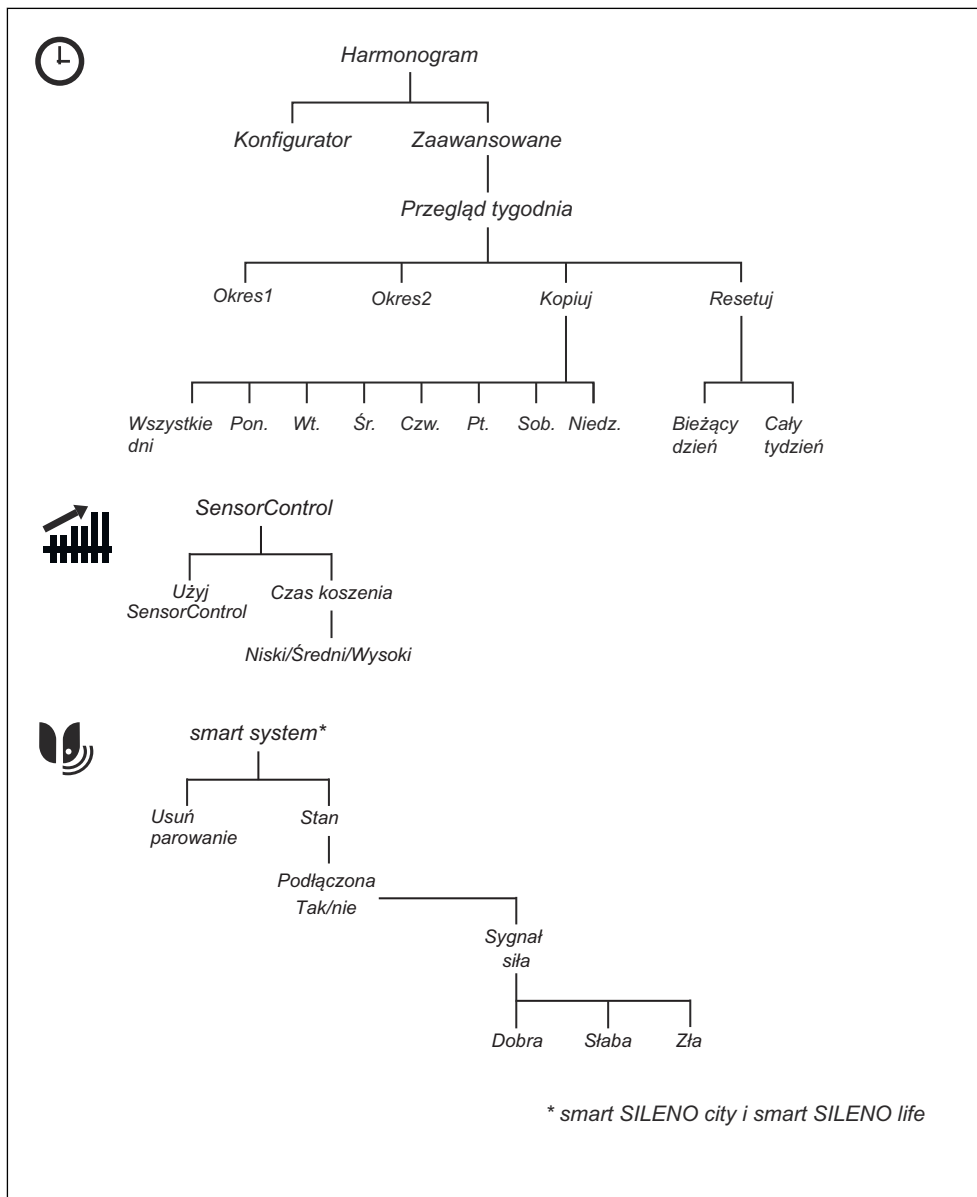 Harmonogram
Konfigurator Zaawansowane
Przegląd tygodnia
Okres1 Okres2 Kopiuj Resetuj
Wszystkie dni Pon. Wt. Śr. Czw. Pt. Sob. Niedz. Bieżący dzień Cały tydzień
SensorControl
Użyj SensorControl Czas koszenia
Niski/Średni/Wysoki
smart system*
Usuń parowanie Stan
Podłączona
Tak/nie
Sygnał
siła
Dobra Słaba Zła
* smart SILENO city i smart SILENO life